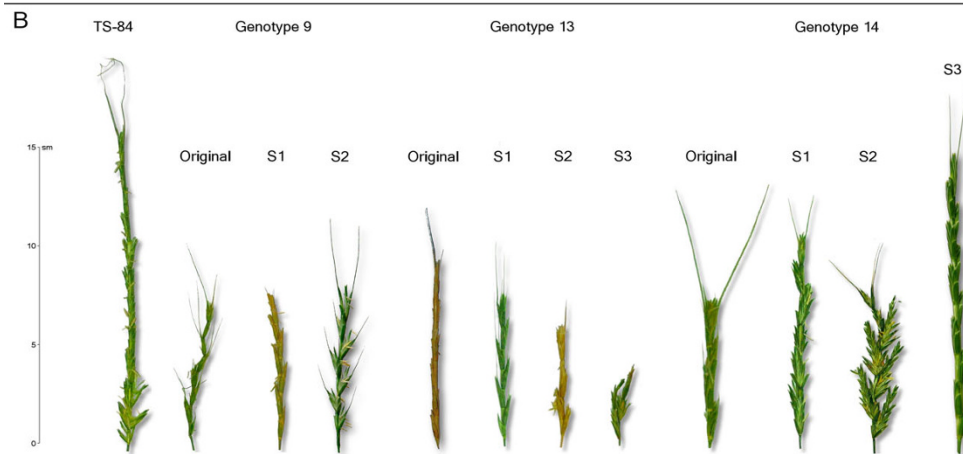 B
TS-84 Genotype 9 Genotype 13 Genotype 14
S3
15 sm Original S1 S2 Original S1 S2 S3 Original S1 S2
10
5
0